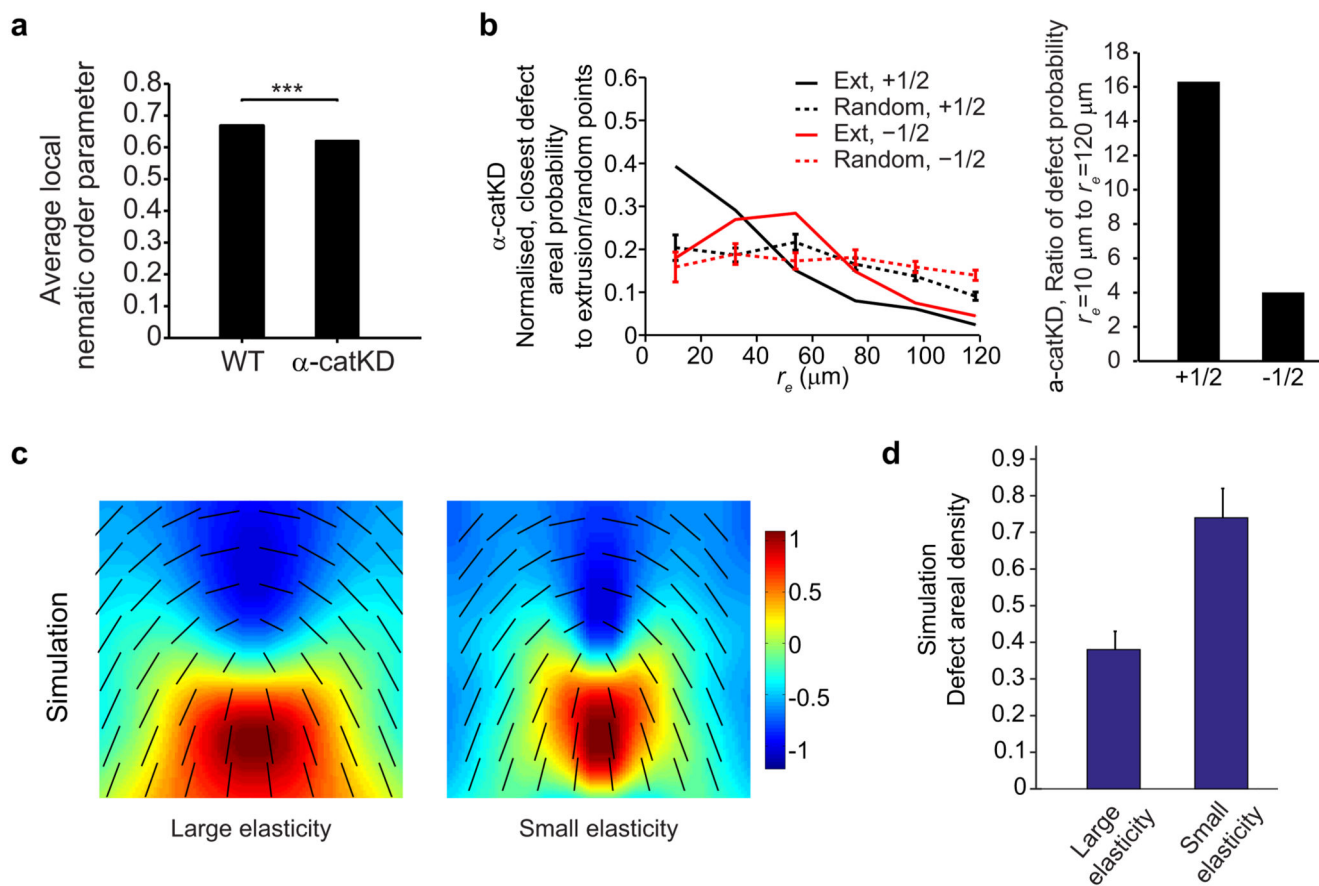 a
0.8
0.7
0.6
0.5
0.4
0.3
0.2
0.1
0
Average local
nematic order parameter
***
WT
α-catKD
b
α-catKD
Normalised, closest defect
areal probability
to extrusion/random points
0.6
0.5
0.4
0.3
0.2
0.1
0
0
20
40
60
80
100
120
re (μm)
Ext, +1/2
Random, +1/2
Ext, −1/2
Random, −1/2
a-catKD, Ratio of defect probability
re=10 μm to re=120 μm
18
16
14
12
10
8
6
4
2
0
+1/2
-1/2
c
Simulation
Large elasticity
Small elasticity
1
0.5
0
-0.5
-1
d
Simulation
Defect areal density
0.9
0.8
0.7
0.6
0.5
0.4
0.3
0.2
0.1
0
Large
elasticity
Small
elasticity